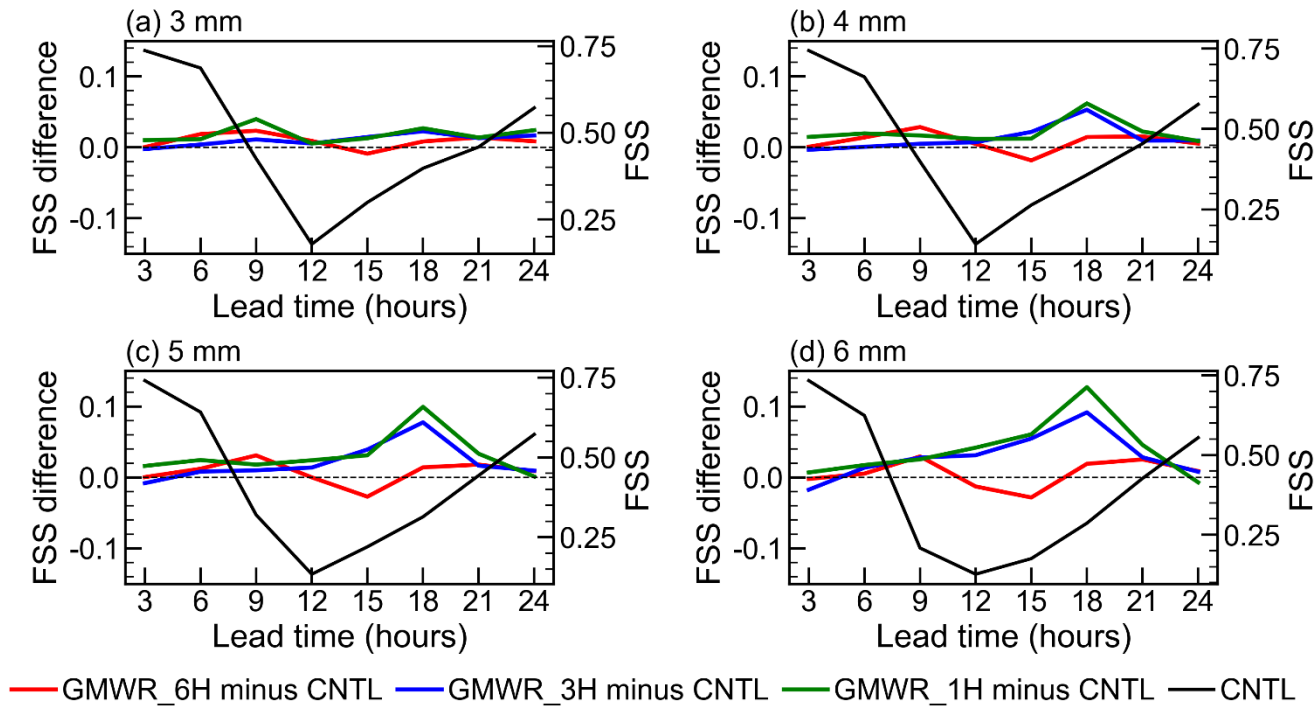 (a) 3 mm
FSS difference
0.1
0.0
-0.1
0.75
0.50
0.25
FSS
3 6 9 12 15 18 21 24
Lead time (hours)
(b) 4 mm
FSS difference
0.1
0.0
-0.1
0.75
0.50
0.25
FSS
3 6 9 12 15 18 21 24
Lead time (hours)
(c) 5 mm
FSS difference
0.1
0.0
-0.1
0.75
0.50
0.25
FSS
3 6 9 12 15 18 21 24
Lead time (hours)
(d) 6 mm
FSS difference
0.1
0.0
-0.1
0.75
0.50
0.25
FSS
3 6 9 12 15 18 21 24
Lead time (hours)
GMWR_6H minus CNTL GMWR_3H minus CNTL GMWR_1H minus CNTL CNTL